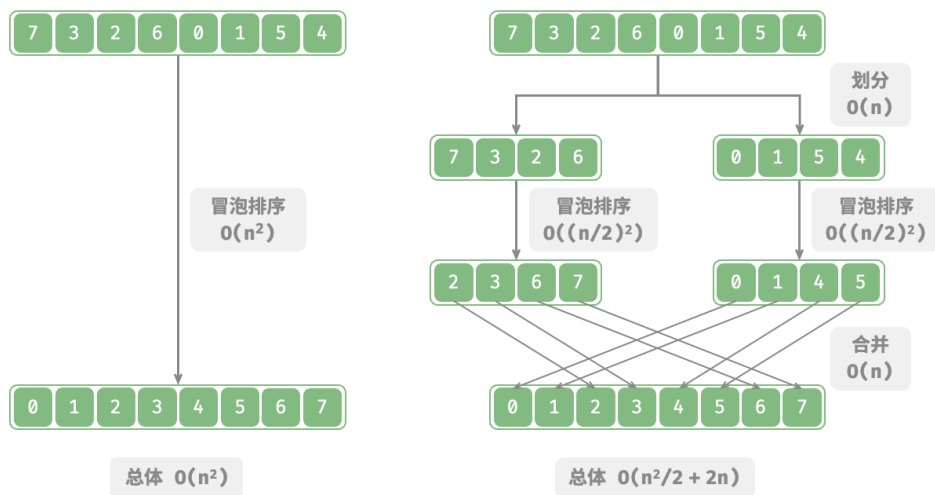 7 3 2 6 0 1 5 4
冒泡排序
O(n²)
0 1 2 3 4 5 6 7
总体 O(n²)
7 3 2 6 0 1 5 4
划分
O(n)
7 3 2 6
0 1 5 4
冒泡排序
O((n/2)²)
冒泡排序
O((n/2)²)
2 3 6 7
0 1 4 5
合并
O(n)
0 1 2 3 4 5 6 7
总体 O(n²/2 + 2n)